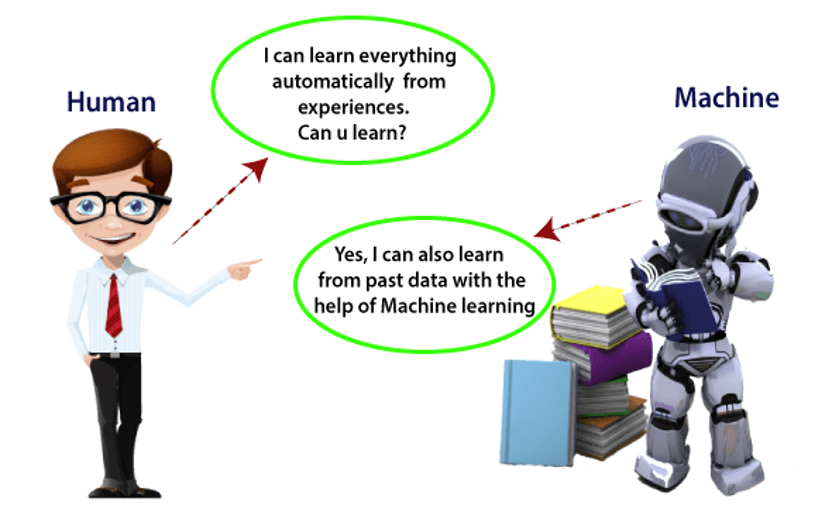 Human
I can learn everything
automatically from
experiences.
Can u learn?
Machine
Yes, I can also learn
from past data with the
help of Machine learning